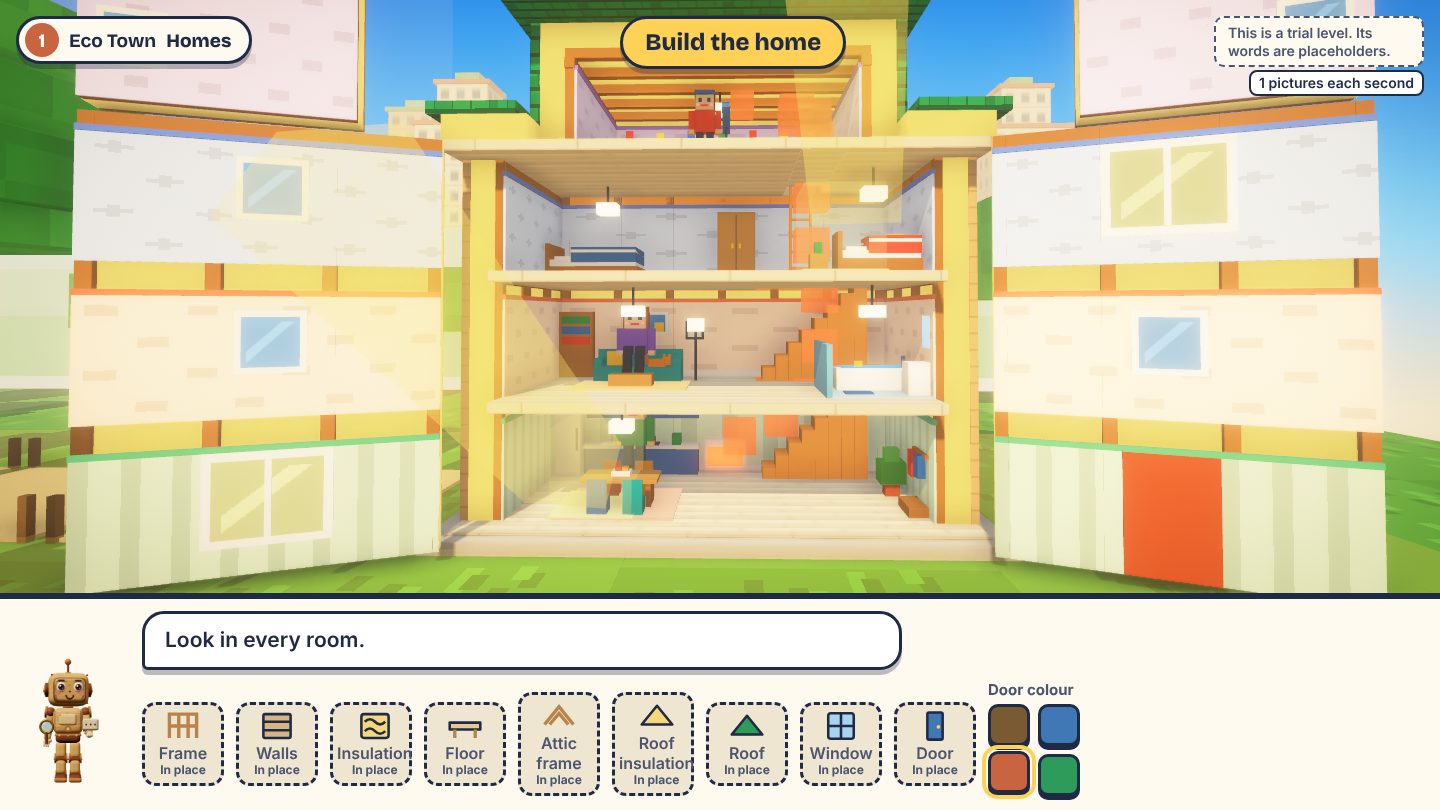 1 Eco Town Homes
Build the home
This is a trial level. Its
words are placeholders.
1 pictures each second
Look in every room.
Door colour
Frame
In place
Walls
In place
Insulation
In place
Floor
In place
Attic
frame
In place
Roof
insulation
In place
Roof
In place
Window
In place
Door
In place